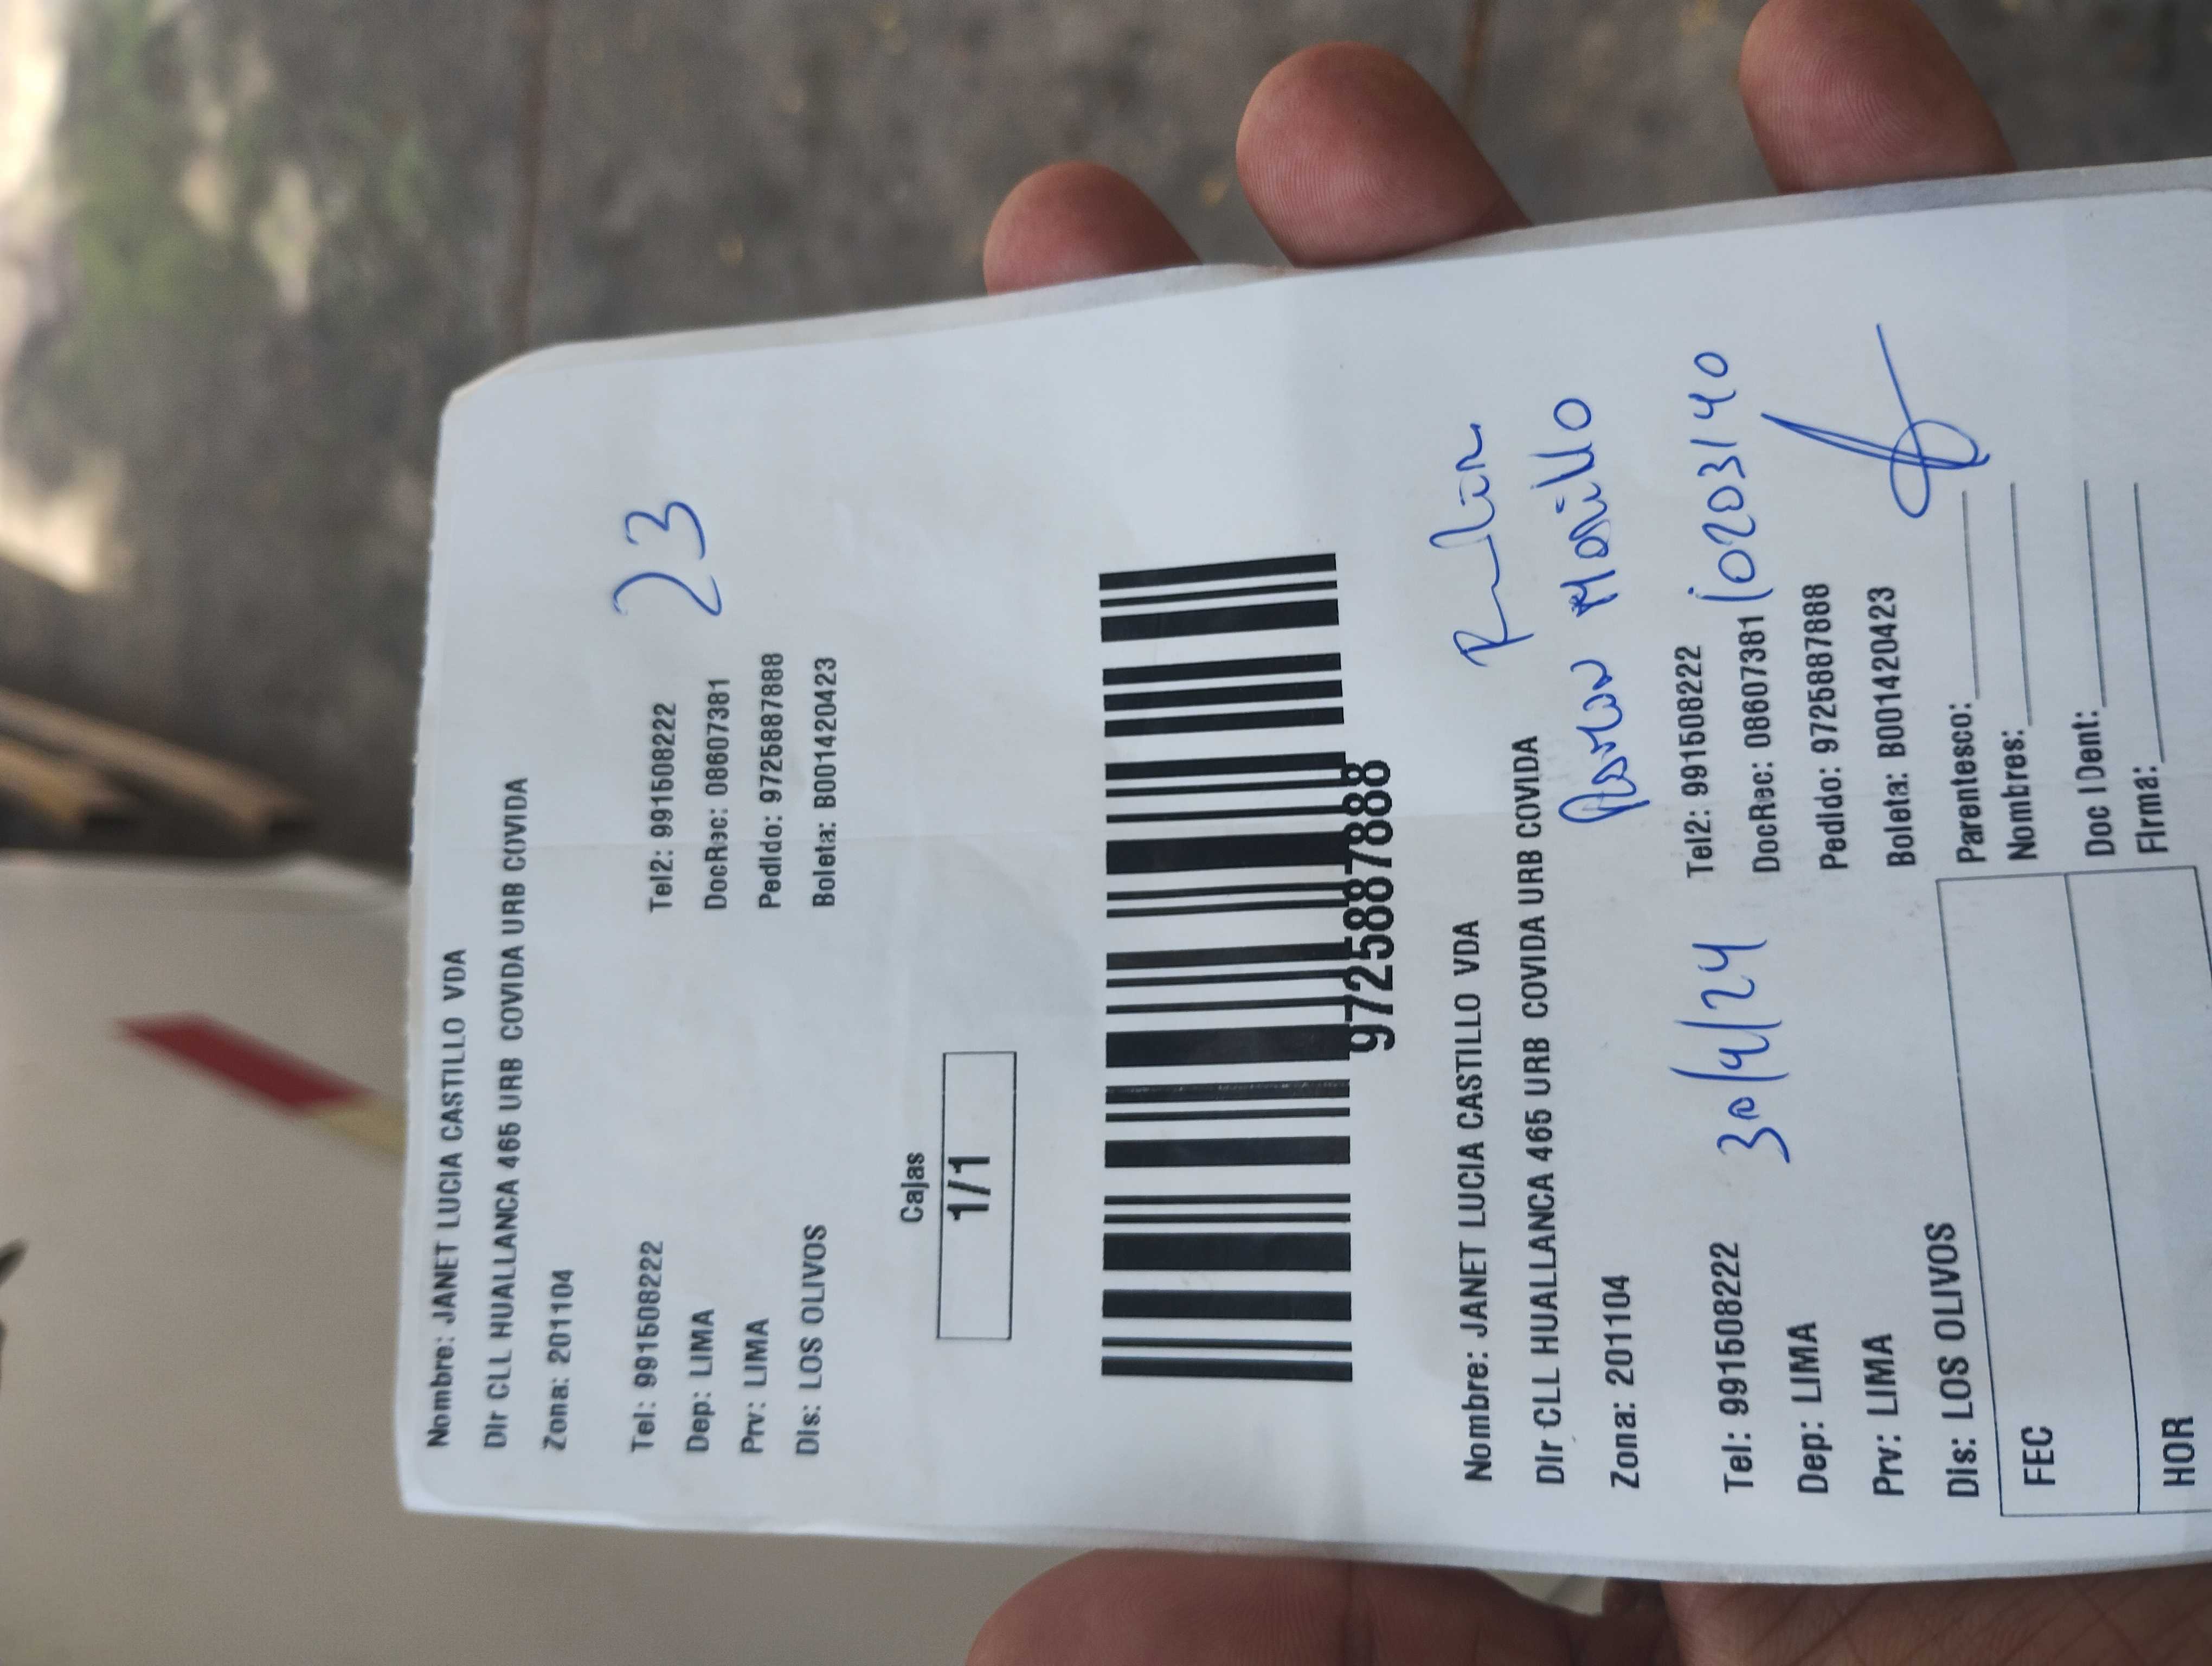 Nombre: JANET LUCIA CASTILLO VDA
Dir CLL HUALLANCA 465 URB COVIDA URB COVIDA
Zona: 201104
Tel: 991508222 Tel2: 991508222 23
Dep: LIMA DocRec: 08607381
Prv: LIMA Pedido: 972588787888
Dis: LOS OLIVOS Boleta: B001420423
Cajas
1/1
97258878788
Nombre: JANET LUCIA CASTILLO VDA
Dir CLL HUALLANCA 465 URB COVIDA URB COVIDA
Zona: 201104
Tel: 991508222 30/4/24 Tel2: 991508222
Dep: LIMA DocRec: 08607381 10203140
Prv: LIMA Pedido: 97258878788
Dis: LOS OLIVOS Boleta: B001420423
FEC Parentesco:
Nombres:
HOR Doc IDent:
Firma: